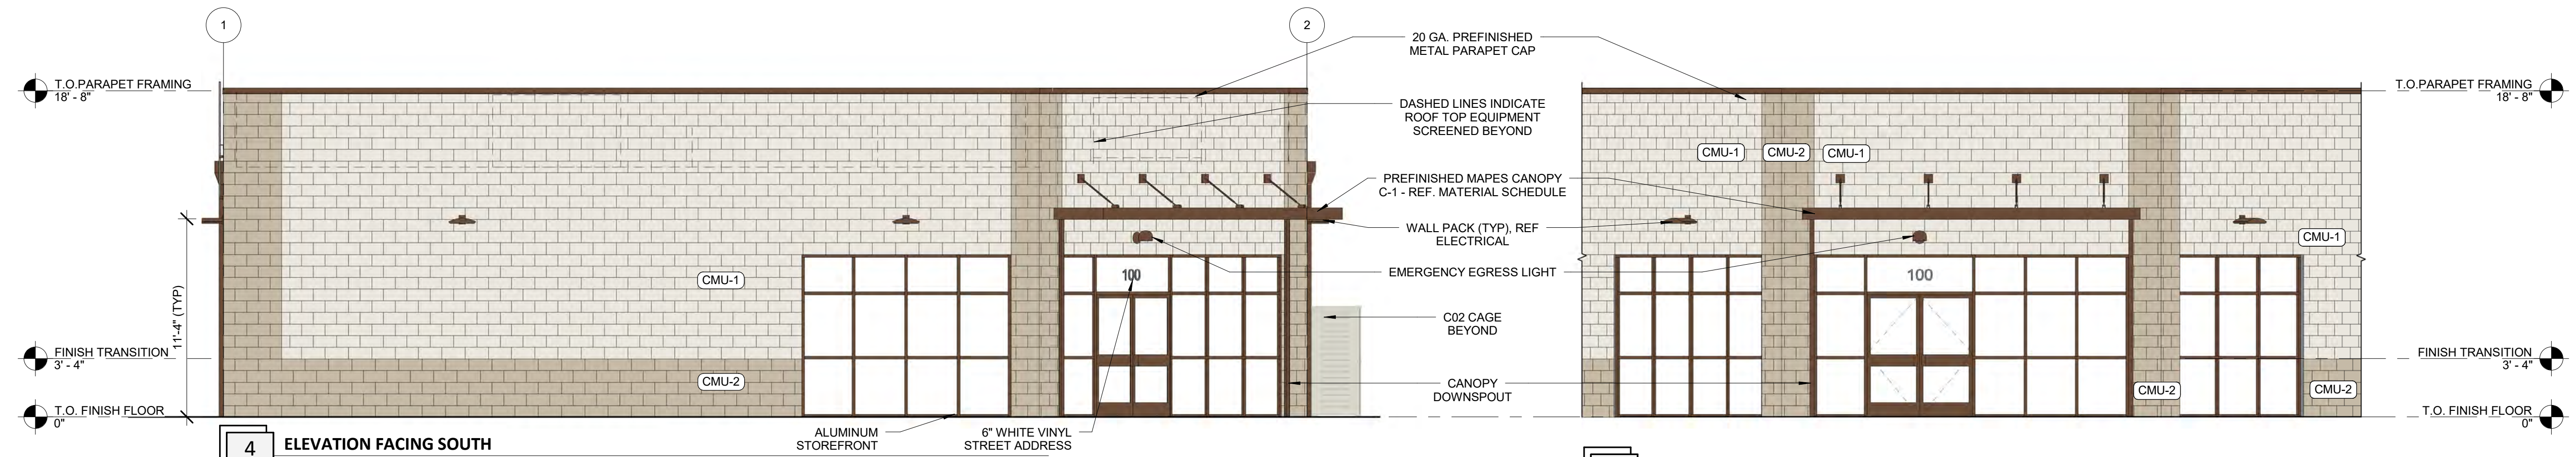 1
2
T.O.PARAPET FRAMING
18' - 8"
20 GA. PREFINISHED
METAL PARAPET CAP
T.O.PARAPET FRAMING
18' - 8"
DASHED LINES INDICATE
ROOF TOP EQUIPMENT
SCREENED BEYOND
CMU-1
CMU-2
CMU-1
PREFINISHED MAPES CANOPY
C-1 - REF. MATERIAL SCHEDULE
WALL PACK (TYP), REF
ELECTRICAL
CMU-1
EMERGENCY EGRESS LIGHT
100
100
CMU-1
11'-4" (TYP)
C02 CAGE
BEYOND
FINISH TRANSITION
3' - 4"
FINISH TRANSITION
3' - 4"
CMU-2
CANOPY
DOWNSPOUT
CMU-2
CMU-2
T.O. FINISH FLOOR
0"
T.O. FINISH FLOOR
0"
4
ELEVATION FACING SOUTH
ALUMINUM
STOREFRONT
6" WHITE VINYL
STREET ADDRESS